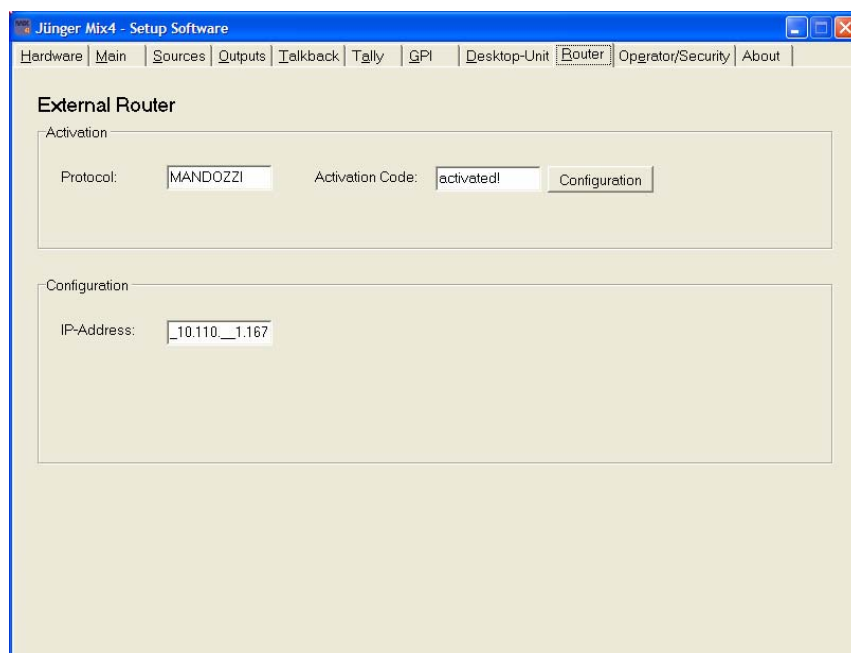 Jünger Mix4 - Setup Software
Hardware Main Sources Outputs Talkback Tally GPI Desktop-Unit Router Operator/Security About
External Router
Activation
Protocol: MANDOZZI Activation Code: activated! Configuration
Configuration
IP-Address: _10.110.__1.167